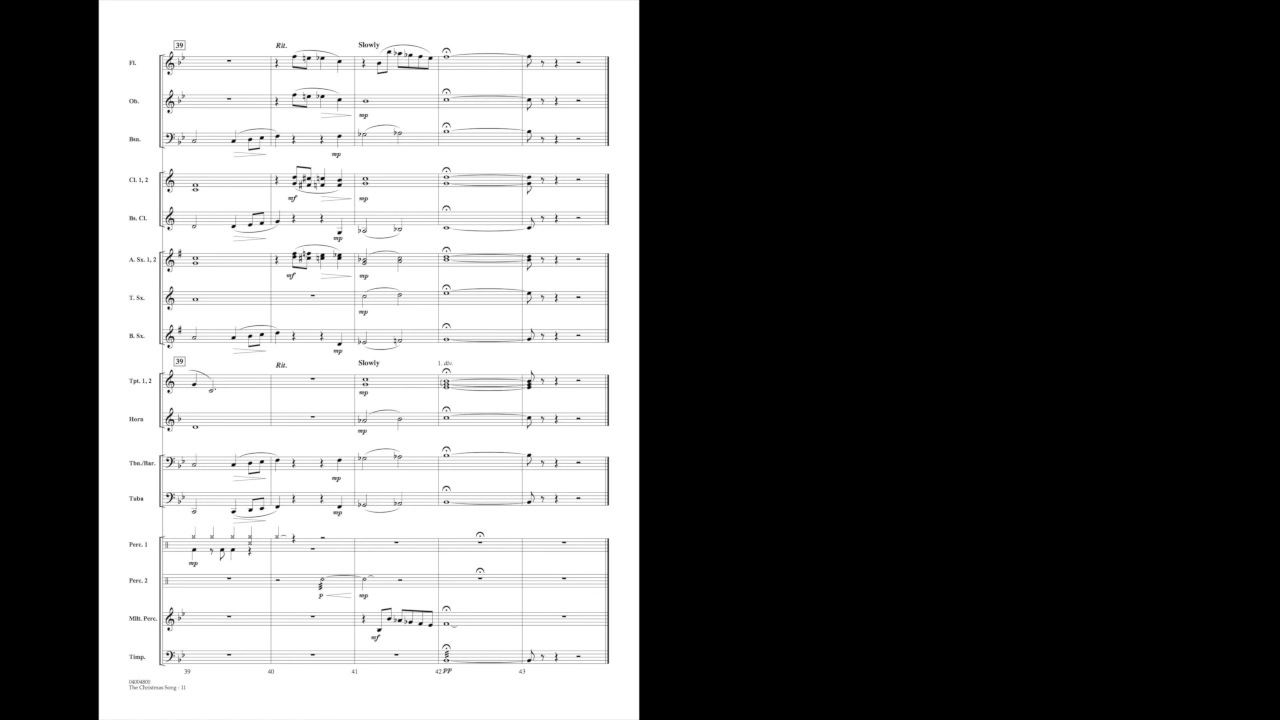 39
Rit. Slowly
Fl.
Ob.
mp
Bsn.
mp
Cl. 1, 2
mf mp
Bs. Cl.
mp
A. Sx. 1, 2
mf mp
T. Sx.
mp
B. Sx.
mp
39
Rit. Slowly 1. div.
Tpt. 1, 2
mp
Horn
mp
Tbn./Bar.
mp
Tuba
mp
Perc. 1
mp
Perc. 2
p mp
Mlt. Perc.
mf
Timp.
pp
39 40 41 42 43
04004802
The Christmas Song - 11